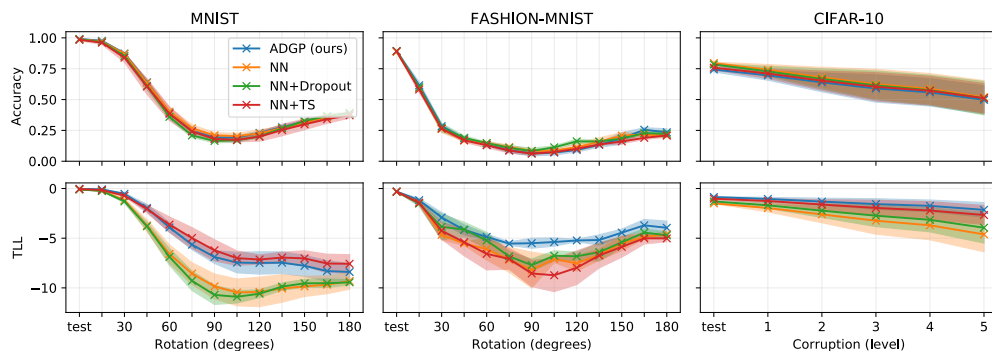 MNIST
FASHION-MNIST
CIFAR-10
Accuracy
1.00
0.75
0.50
0.25
0.00
ADGP (ours)
NN
NN+Dropout
NN+TS
TLL
0
−5
−10
test 30 60 90 120 150 180
Rotation (degrees)
test 30 60 90 120 150 180
Rotation (degrees)
test 1 2 3 4 5
Corruption (level)